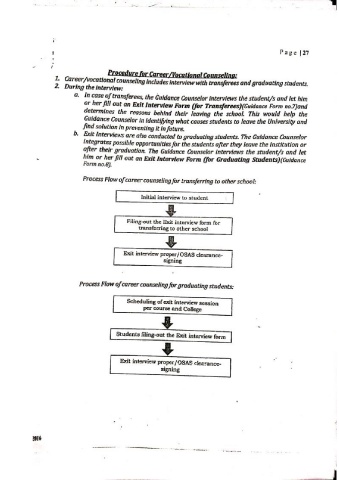 Page | 27
Procedure for Career/Vocational Counseling:
1. Career/vocational counseling includes interview with transferees and graduating students.
2. During the interview:
a. In case of transferees, the Guidance Counselor interviews the student/s and let him
or her fill out an Exit Interview Form (for Transferees)(Guidance Form no.7)and
determines the reasons behind their leaving the school. This would help the
Guidance Counselor in identifying what causes students to leave the University and
find solution in preventing it in future.
b. Exit Interviews are also conducted to graduating students. The Guidance Counselor
integrates possible opportunities for the students after they leave the institution or
after their graduation. The Guidance Counselor interviews the student/s and let
him or her fill out an Exit Interview Form (for Graduating Students)(Guidance
Form no.8).
Process Flow of career counseling for transferring to other school:
Initial interview to student
Filing-out the Exit interview form for
transferring to other school
Exit interview proper/OSAS clearance-
signing
Process Flow of career counseling for graduating students:
Scheduling of exit interview session
per course and College
Students filing-out the Exit interview form
Exit interview proper/OSAS clearance-
signing